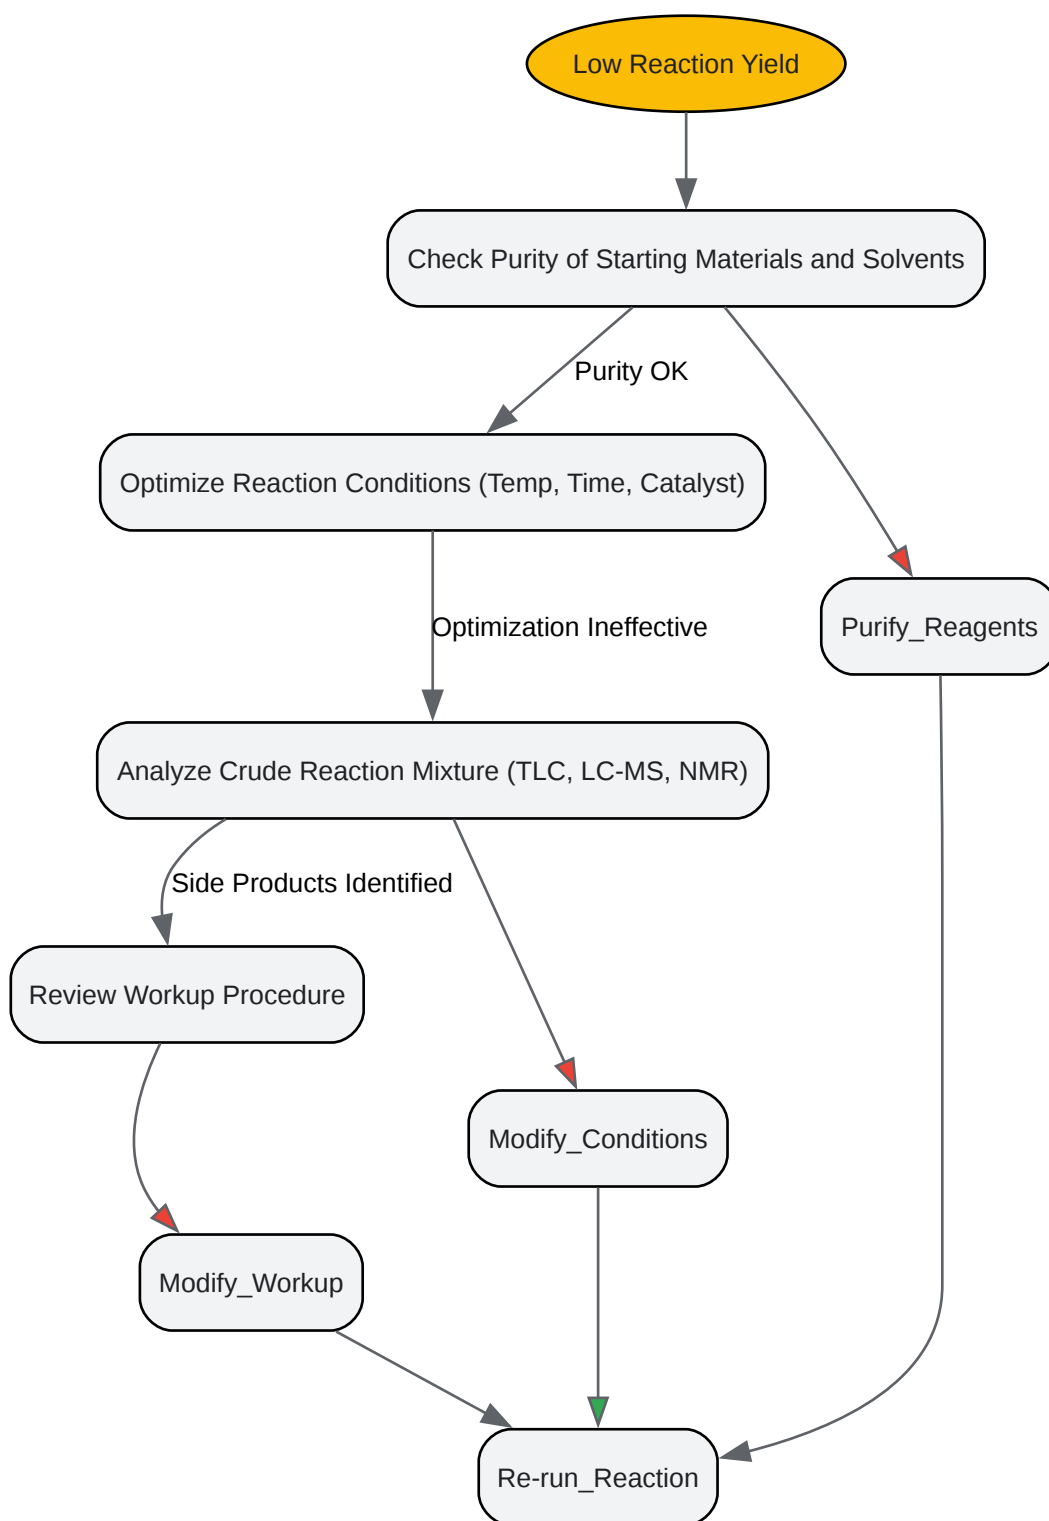 Low Reaction Yield
Check Purity of Starting Materials and Solvents
Purity OK
Optimize Reaction Conditions (Temp, Time, Catalyst)
Optimization Ineffective
Purify_Reagents
Analyze Crude Reaction Mixture (TLC, LC-MS, NMR)
Side Products Identified
Review Workup Procedure
Modify_Conditions
Modify_Workup
Re-run_Reaction